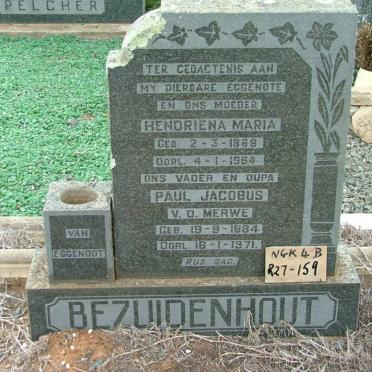 PELCHER
TER GEDAGTENIS AAN
MY DIERBARE EGGENOTE
EN ONS MOEDER
HENDRIENA MARIA
GEB. 2-3-1888
OORL. 4-1-1964
ONS VADER EN OUPA
PAUL JACOBUS
V.D. MERWE
GEB. 19-9-1884
OORL. 18-1-1971.
RUS SAG.
VAN
EGGENOOT
NGK 4 B
R27-159
BEZUIDENHOUT